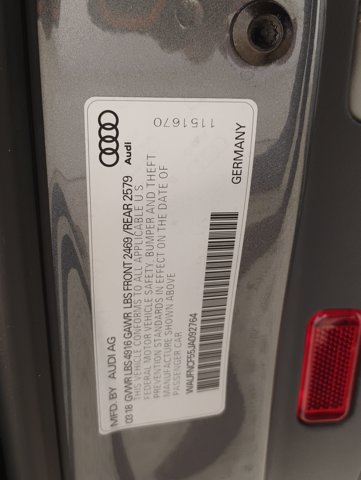 MFD. BY AUDI AG
03/18 GVWR LBS 4916 GAWR LBS FRONT 2469 / REAR 2579
THIS VEHICLE CONFORMS TO ALL APPLICABLE U S
FEDERAL MOTOR VEHICLE SAFETY, BUMPER AND THEFT
PREVENTION STANDARDS IN EFFECT ON THE DATE OF
MANUFACTURE SHOWN ABOVE
PASSENGER CAR
WAUFNCF55JA092764
GERMANY
Audi
1151670